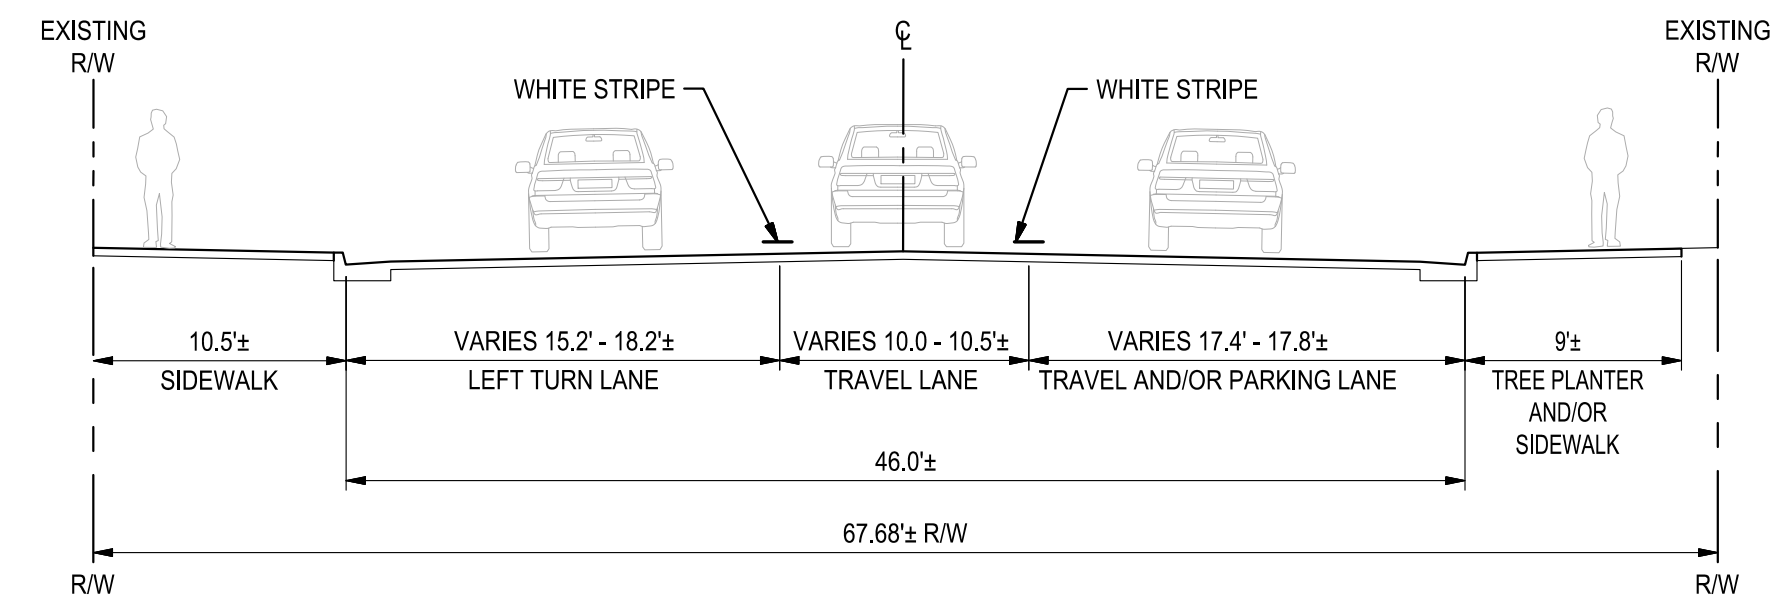 EXISTING
R/W
℄
EXISTING
R/W
WHITE STRIPE
WHITE STRIPE
10.5'±
SIDEWALK
VARIES 15.2' - 18.2'±
LEFT TURN LANE
VARIES 10.0 - 10.5'±
TRAVEL LANE
VARIES 17.4' - 17.8'±
TRAVEL AND/OR PARKING LANE
9'±
TREE PLANTER
AND/OR
SIDEWALK
46.0'±
67.68'± R/W
R/W
R/W